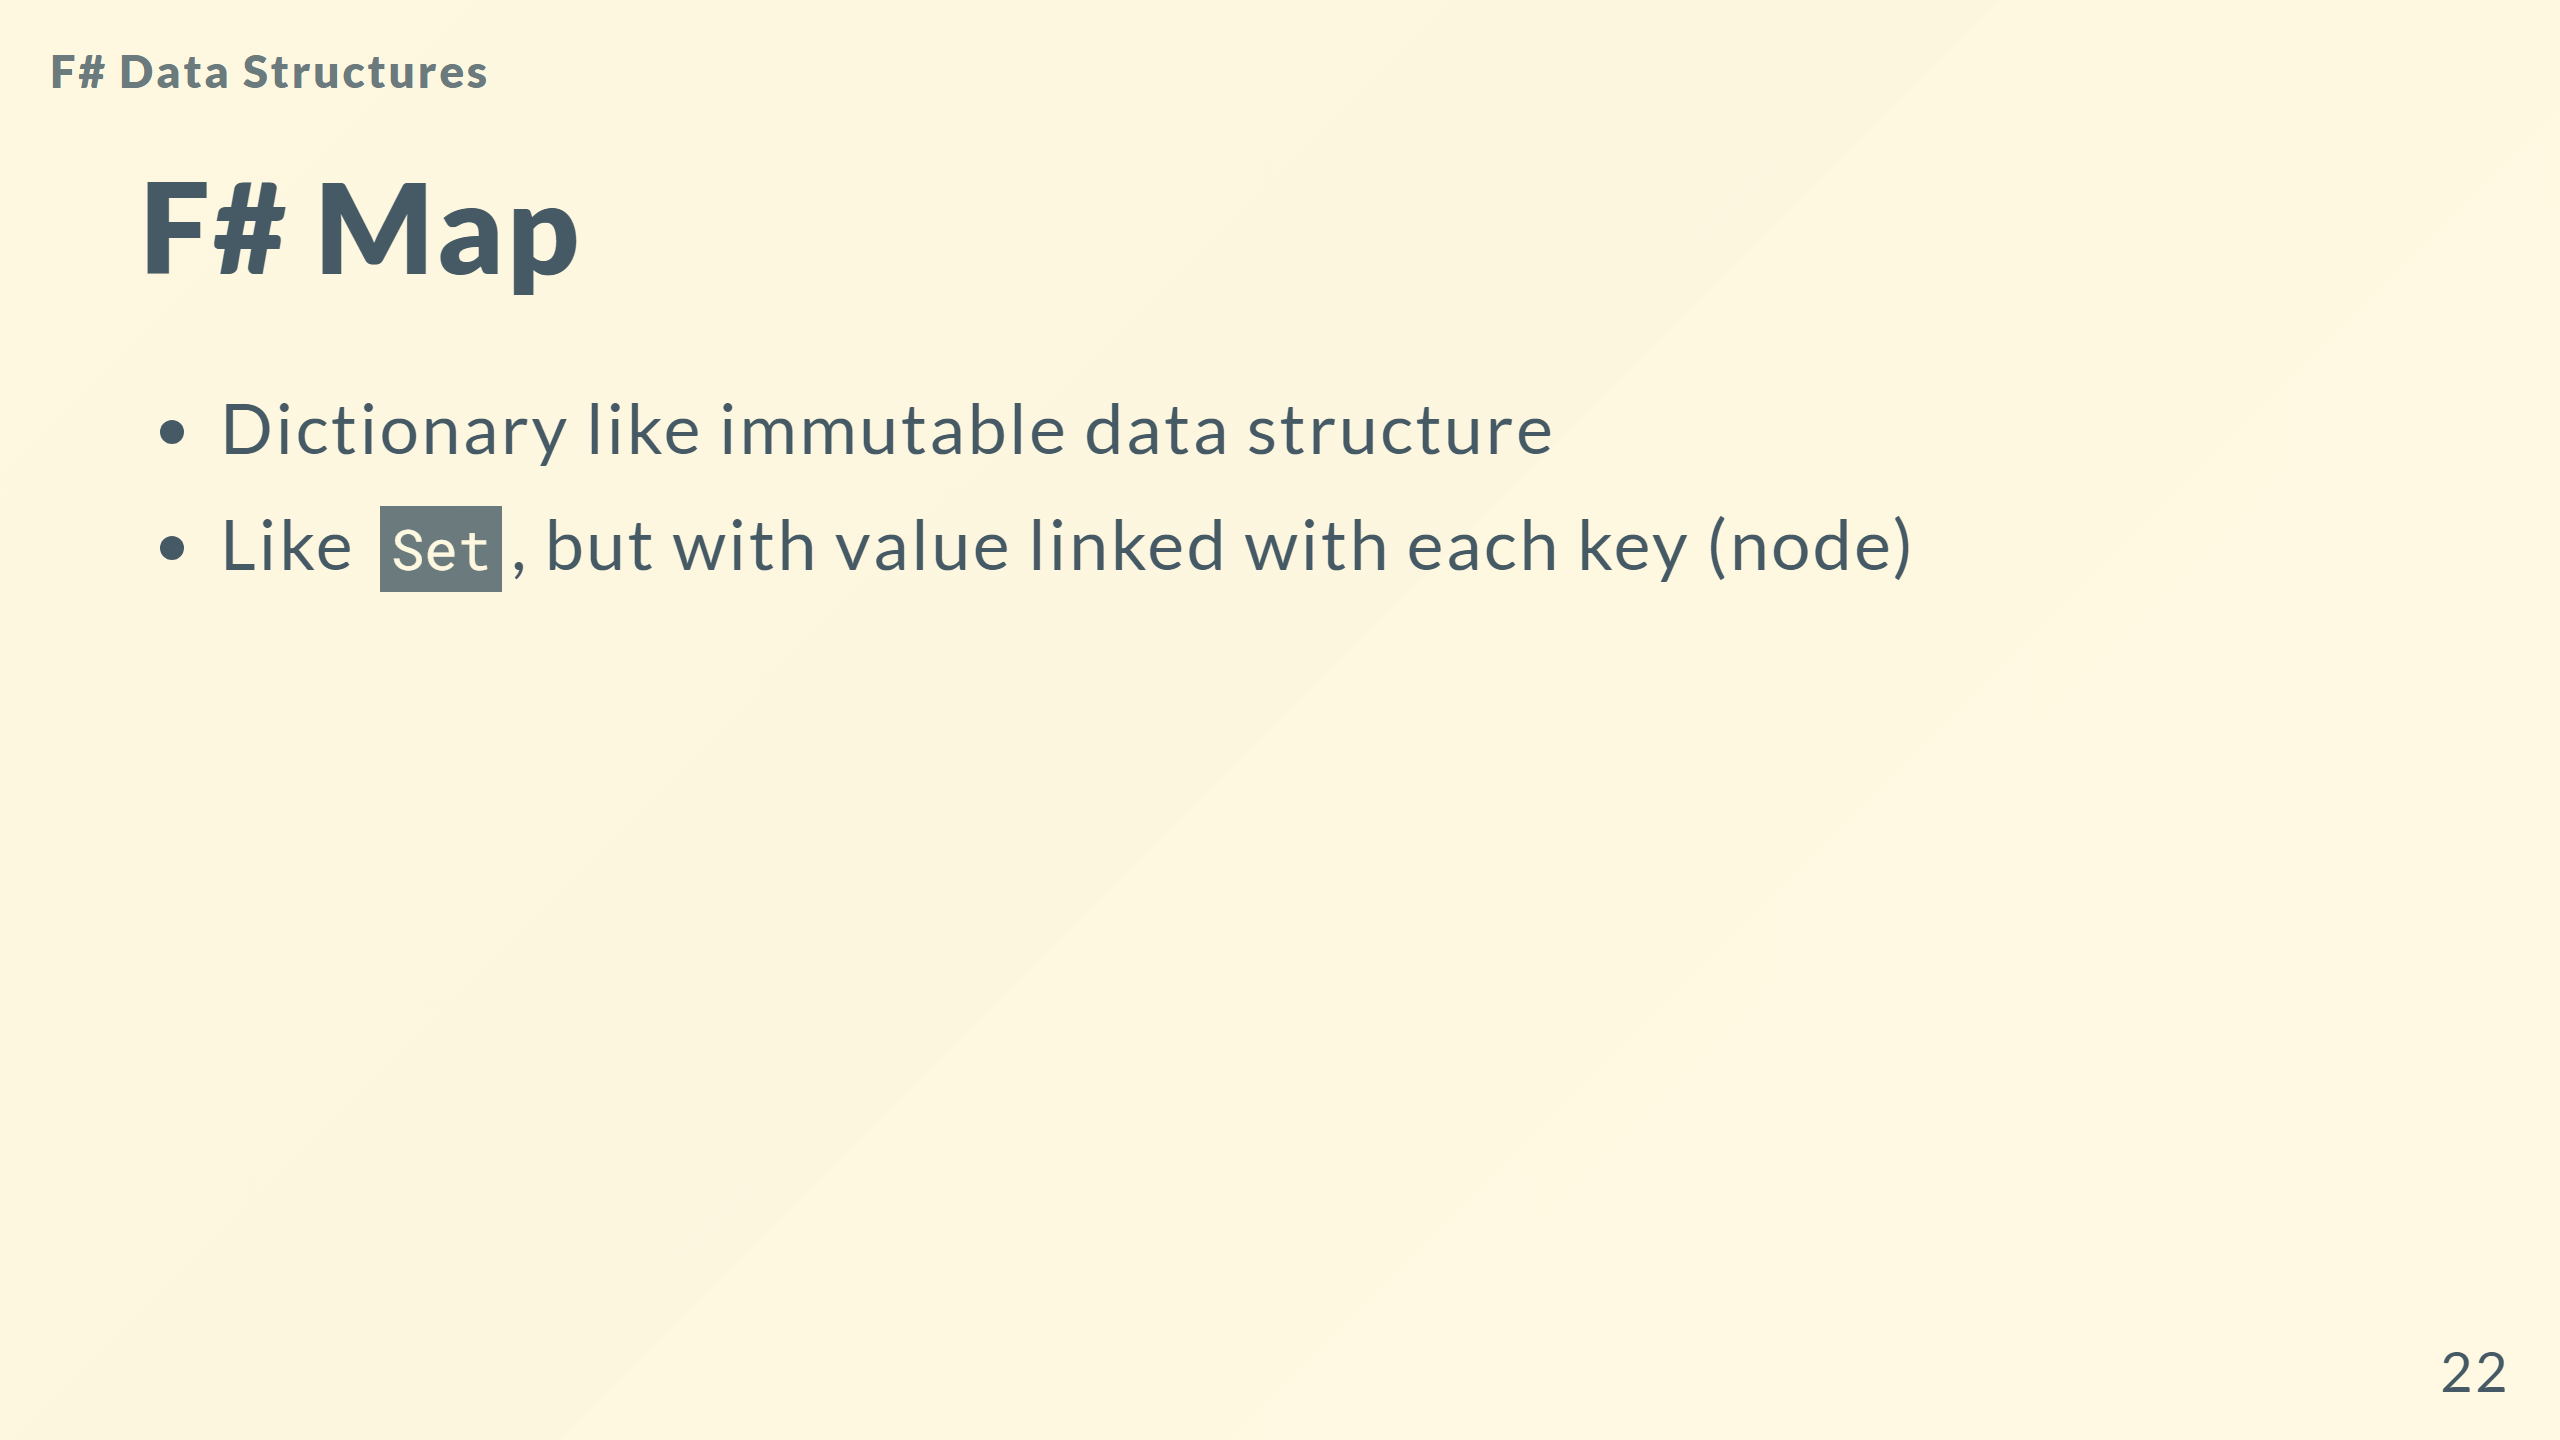 F# Data Structures
F# Map
• Dictionary like immutable data structure
• Like Set, but with value linked with each key (node)
22